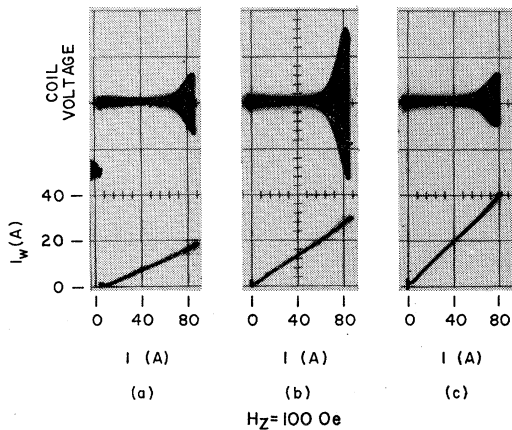 COIL
VOLTAGE
I_w (A)
40
20
0
0 40 80
0 40 80
0 40 80
I (A)
I (A)
I (A)
(a)
(b)
(c)
H_Z = 100 Oe